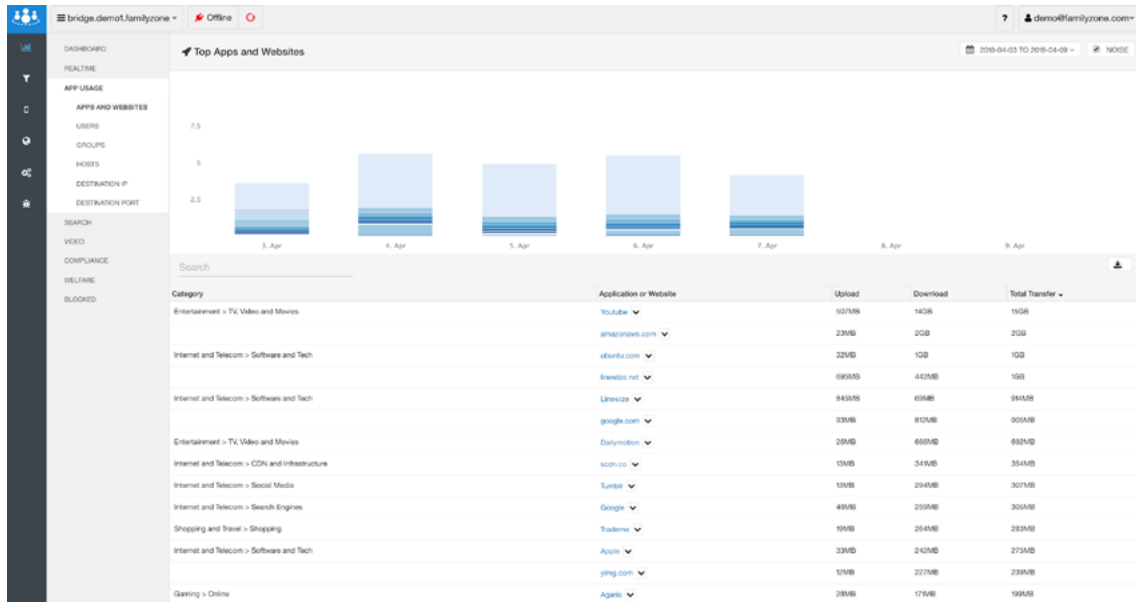 bridge.demo1.familyzone
Offline
?
demo@familyzone.com
DASHBOARD
REALTIME
APP USAGE
APPS AND WEBSITES
USERS
GROUPS
HOSTS
DESTINATION IP
DESTINATION PORT
SEARCH
VIDEO
COMPLIANCE
WELFARE
BLOCKED
Top Apps and Websites
2018-04-03 TO 2018-04-09
NOISE
7.5
5
2.5
3. Apr 4. Apr 5. Apr 6. Apr 7. Apr 8. Apr 9. Apr
Search
Category Application or Website Upload Download Total Transfer
Entertainment > TV, Video and Movies Youtube 507MB 14GB 15GB
amazonaws.com 23MB 2GB 2GB
Internet and Telecom > Software and Tech ubuntu.com 32MB 1GB 1GB
linewize.net 695MB 442MB 1GB
Internet and Telecom > Software and Tech Linewize 845MB 69MB 914MB
google.com 93MB 812MB 905MB
Entertainment > TV, Video and Movies Dailymotion 26MB 666MB 692MB
Internet and Telecom > CDN and Infrastructure scdn.co 13MB 341MB 354MB
Internet and Telecom > Social Media Tumblr 13MB 294MB 307MB
Internet and Telecom > Search Engines Google 46MB 259MB 305MB
Shopping and Travel > Shopping Trademe 19MB 264MB 283MB
Internet and Telecom > Software and Tech Apple 33MB 242MB 275MB
yimg.com 12MB 227MB 239MB
Gaming > Online Agario 28MB 171MB 199MB